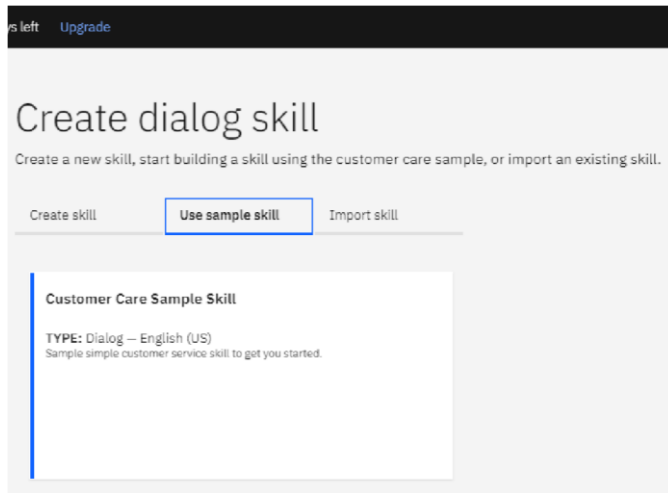 left Upgrade
Create dialog skill
Create a new skill, start building a skill using the customer care sample, or import an existing skill.
Create skill Use sample skill Import skill
Customer Care Sample Skill
TYPE: Dialog — English (US)
Sample simple customer service skill to get you started.